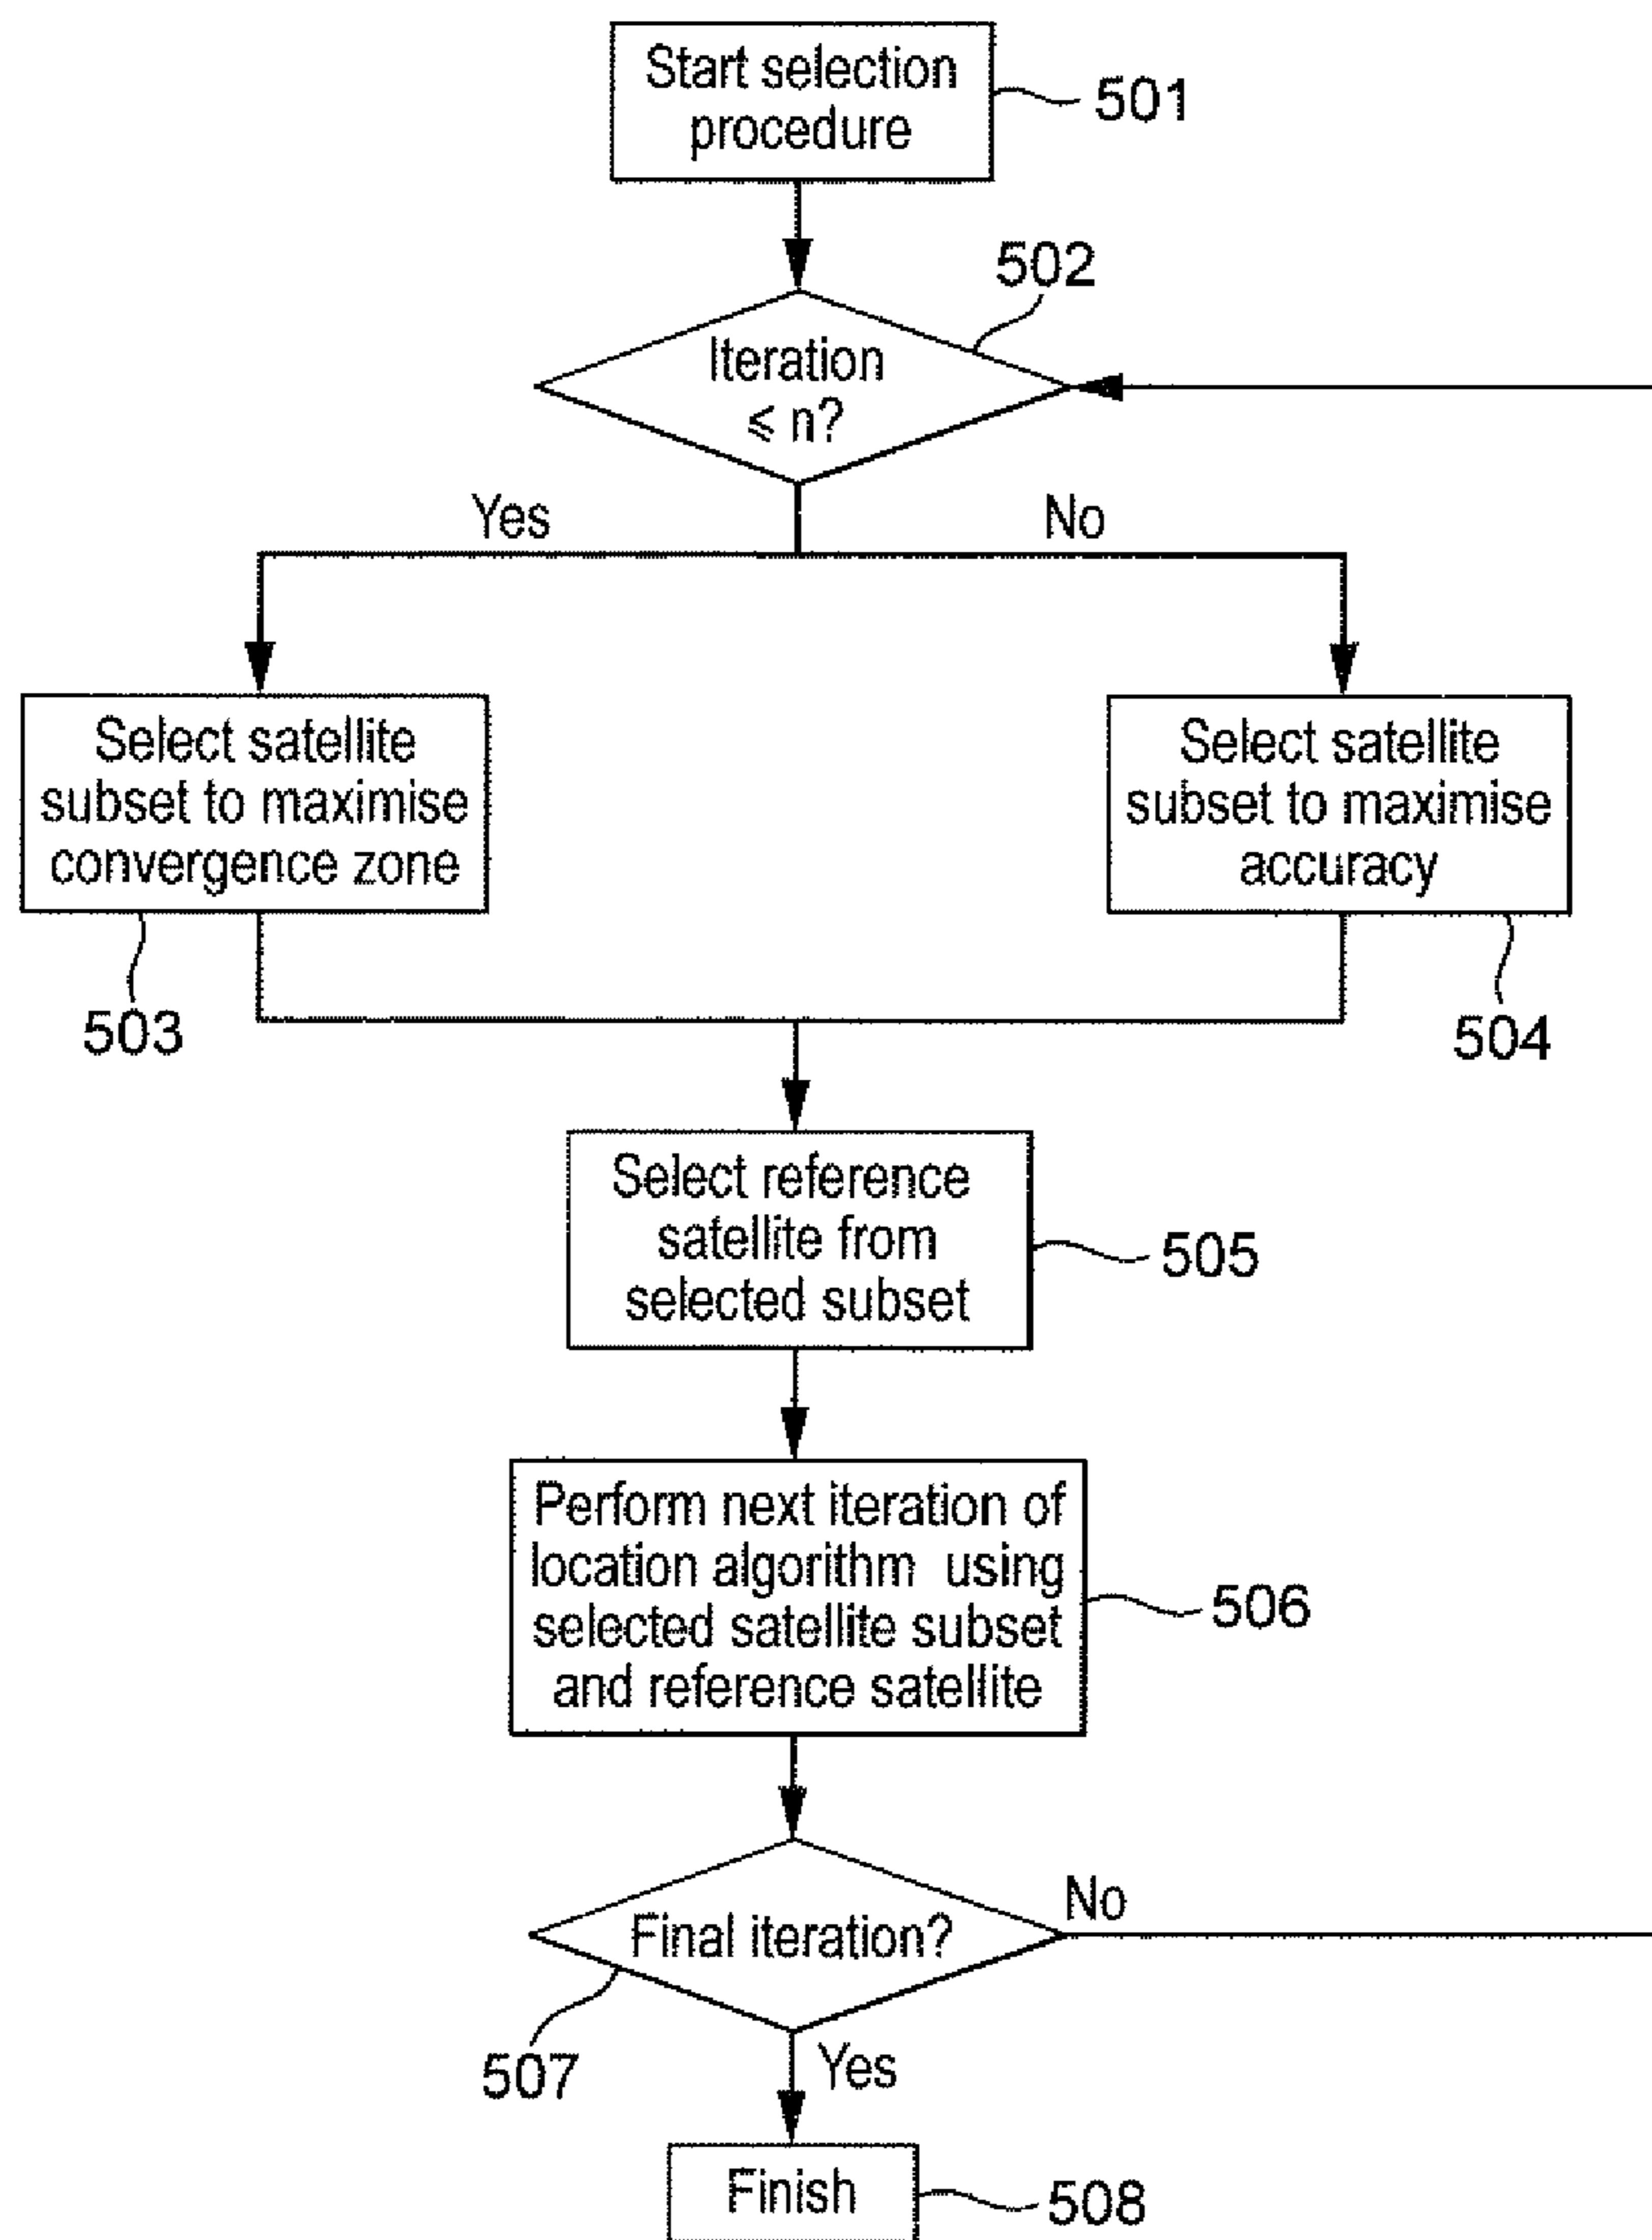 Start selection
procedure
501
502
Iteration
⩽ n?
Yes
No
Select satellite
subset to maximise
convergence zone
Select satellite
subset to maximise
accuracy
503
504
Select reference
satellite from
selected subset
505
Perform next iteration of
location algorithm using
selected satellite subset
and reference satellite
506
No
Final iteration?
507
Yes
Finish
508